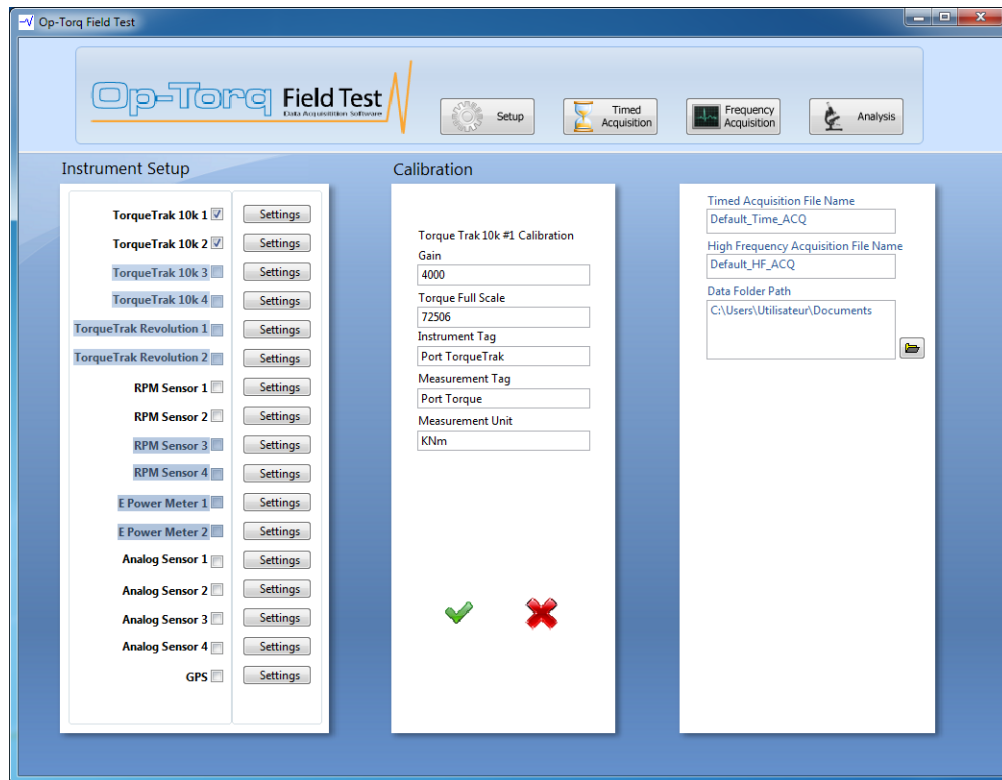 Op-Torq Field Test
Op-Torq Field Test
Data Acquisition Software
Setup
Timed
Acquisition
Frequency
Acquisition
Analysis
Instrument Setup
TorqueTrak 10k 1 Settings
TorqueTrak 10k 2 Settings
TorqueTrak 10k 3 Settings
TorqueTrak 10k 4 Settings
TorqueTrak Revolution 1 Settings
TorqueTrak Revolution 2 Settings
RPM Sensor 1 Settings
RPM Sensor 2 Settings
RPM Sensor 3 Settings
RPM Sensor 4 Settings
E Power Meter 1 Settings
E Power Meter 2 Settings
Analog Sensor 1 Settings
Analog Sensor 2 Settings
Analog Sensor 3 Settings
Analog Sensor 4 Settings
GPS Settings
Calibration
Torque Trak 10k #1 Calibration
Gain
4000
Torque Full Scale
72506
Instrument Tag
Port TorqueTrak
Measurement Tag
Port Torque
Measurement Unit
KNm
Timed Acquisition File Name
Default_Time_ACQ
High Frequency Acquisition File Name
Default_HF_ACQ
Data Folder Path
C:\Users\Utilisateur\Documents